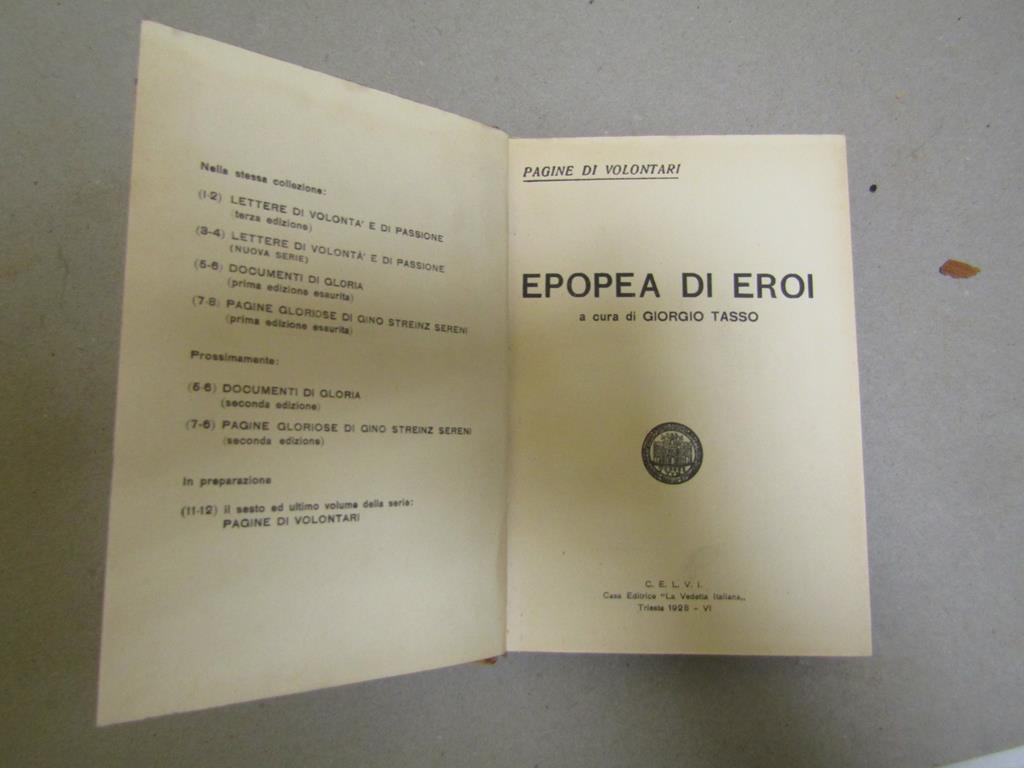 Nella stessa collezione:
(1-2) LETTERE DI VOLONTA' E DI PASSIONE
(terza edizione)
(3-4) LETTERE DI VOLONTÀ E DI PASSIONE
(NUOVA SERIE)
(5-6) DOCUMENTI DI GLORIA
(prima edizione esaurita)
(7-8) PAGINE GLORIOSE DI GINO STREINZ SERENI
(prima edizione esaurita)
Prossimamente:
(5-6) DOCUMENTI DI GLORIA
(seconda edizione)
(7-8) PAGINE GLORIOSE DI GINO STREINZ SERENI
(seconda edizione)
In preparazione
(11-12) il sesto ed ultimo volume della serie:
PAGINE DI VOLONTARI
PAGINE DI VOLONTARI
EPOPEA DI EROI
a cura di GIORGIO TASSO
C. E. L. V. I.
Casa Editrice "La Vedetta Italiana„
Trieste 1928 - VI